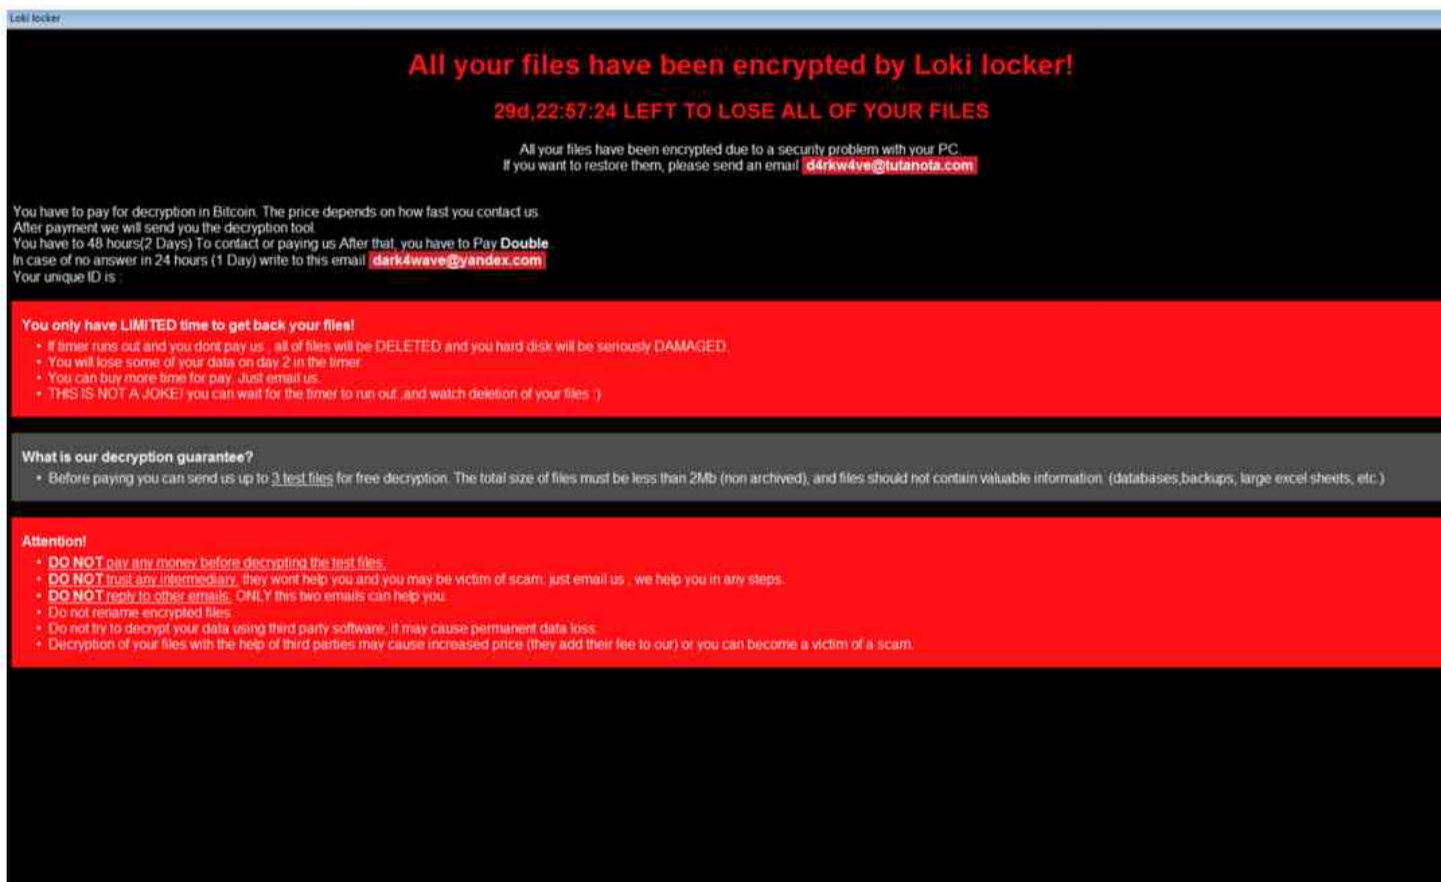 Loki locker
All your files have been encrypted by Loki locker!
29d,22:57:24 LEFT TO LOSE ALL OF YOUR FILES
All your files have been encrypted due to a security problem with your PC.
If you want to restore them, please send an email d4rkw4ve@tutanota.com
You have to pay for decryption in Bitcoin. The price depends on how fast you contact us.
After payment we will send you the decryption tool.
You have to 48 hours(2 Days) To contact or paying us After that, you have to Pay Double.
In case of no answer in 24 hours (1 Day) write to this email dark4wave@yandex.com
Your unique ID is :
You only have LIMITED time to get back your files!
• If timer runs out and you dont pay us , all of files will be DELETED and you hard disk will be seriously DAMAGED.
• You will lose some of your data on day 2 in the timer.
• You can buy more time for pay. Just email us.
• THIS IS NOT A JOKE! you can wait for the timer to run out ,and watch deletion of your files :)
What is our decryption guarantee?
• Before paying you can send us up to 3 test files for free decryption. The total size of files must be less than 2Mb (non archived), and files should not contain valuable information. (databases,backups, large excel sheets, etc.)
Attention!
• DO NOT pay any money before decrypting the test files.
• DO NOT trust any intermediary. they wont help you and you may be victim of scam. just email us , we help you in any steps.
• DO NOT reply to other emails. ONLY this two emails can help you.
• Do not rename encrypted files.
• Do not try to decrypt your data using third party software, it may cause permanent data loss.
• Decryption of your files with the help of third parties may cause increased price (they add their fee to our) or you can become a victim of a scam.